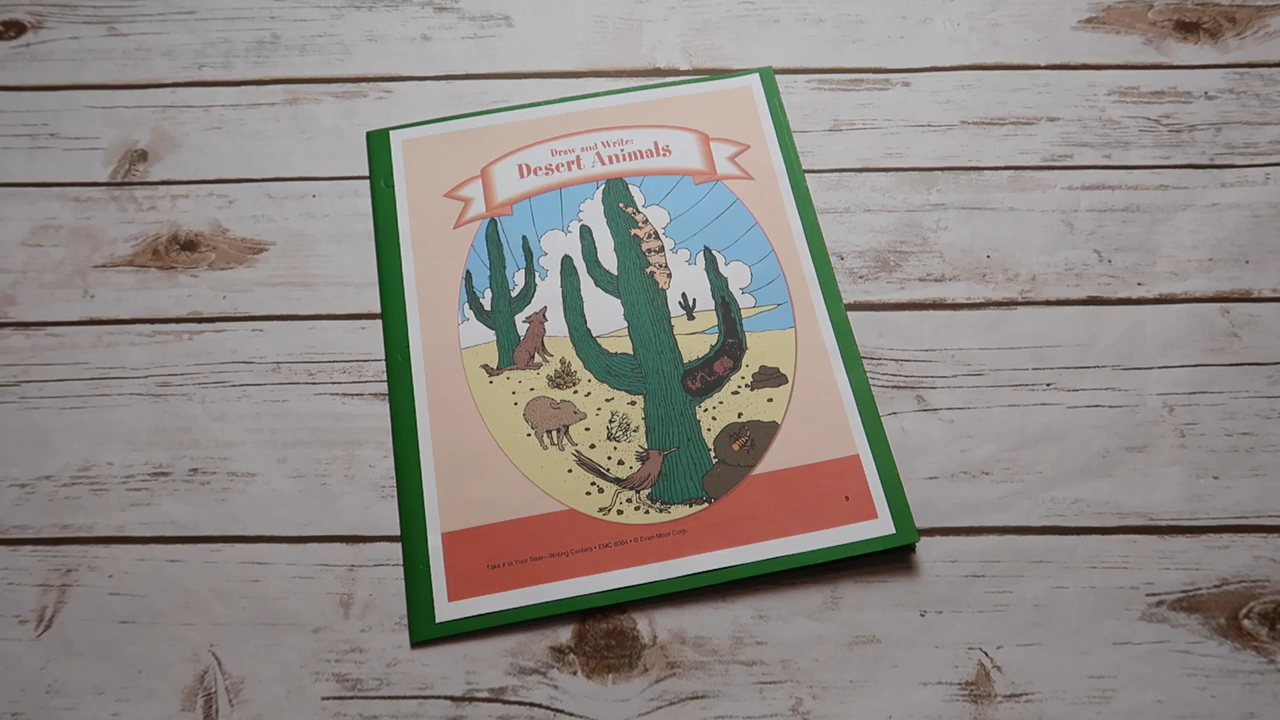 Draw and Write:
Desert Animals
9
Take It to Your Seat—Writing Centers • EMC 6004 • © Evan-Moor Corp.